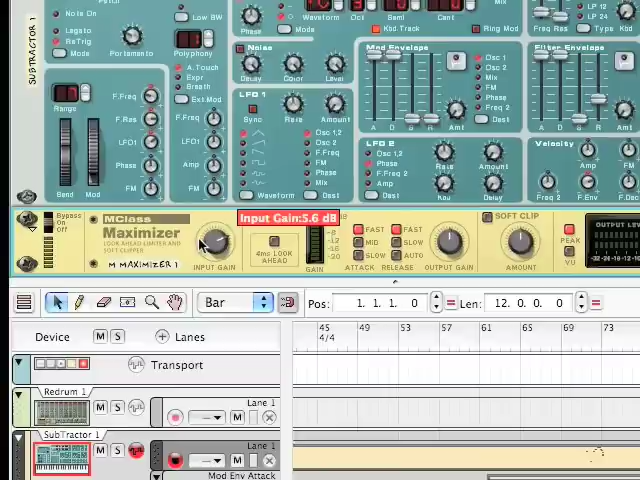 Note On
Low BW
Phase
Waveform
Oct
Semi
Cent
Freq Res
LP 12
LP 24
Type
Kbd
Mode
Kbd Track
Ring Mod
SUBTRACTOR 1
Legato
ReTrig
Mode
Portamento
Polyphony
Noise
Decay
Color
Level
Mod Envelope
Osc 1
Osc 2
Mix
FM
Phase
Freq 2
A
D
S
R
Amt
Dest
Filter Envelope
A
D
S
R
Amt
A.Touch
Expr
Breath
Ext.Mod
Range
F.Freq
F.Res
LFO1
Phase
FM
Bend
Mod
F.Freq
LFO1
Amp
FM
LFO 1
Sync
Rate
Amount
Osc 1,2
Osc 2
F.Freq
FM
Phase
Mix
Waveform
Dest
LFO 2
Osc 1,2
Phase
F.Freq 2
Amp
Dest
Rate
Amount
Delay
Velocity
Amp
FM
F.Freq 2
F.Env
Phase
Bypass
On
Off
MClass
Maximizer
LOOK AHEAD LIMITER AND
SOFT CLIPPER
M MAXIMIZER 1
Input Gain:5.6 dB
INPUT GAIN
4ms LOOK
AHEAD
dB
-8
-12
-16
-20
GAIN
FAST
MID
SLOW
ATTACK
FAST
SLOW
AUTO
RELEASE
OUTPUT GAIN
SOFT CLIP
AMOUNT
PEAK
VU
OUTPUT LEVEL
Bar
Pos:
1. 1. 1. 0
Len:
12. 0. 0. 0
Device
M
S
Lanes
45
4/4
49
53
57
61
65
69
73
Transport
Redrum 1
M
S
Lane 1
M
SubTractor 1
M
S
Lane 1
M
Mod Env Attack